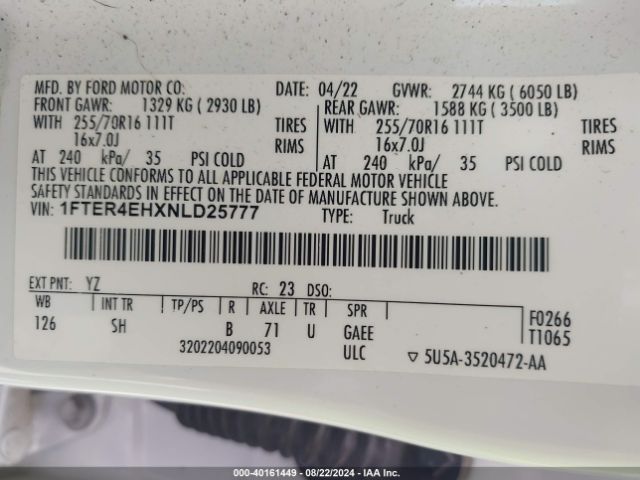 MFD. BY FORD MOTOR CO. DATE: 04/22 GVWR: 2744 KG ( 6050 LB)
FRONT GAWR: 1329 KG ( 2930 LB) REAR GAWR: 1588 KG ( 3500 LB)
WITH 255/70R16 111T TIRES WITH 255/70R16 111T TIRES
16x7.0J RIMS 16x7.0J RIMS
AT 240 kPa/ 35 PSI COLD AT 240 kPa/ 35 PSI COLD
THIS VEHICLE CONFORMS TO ALL APPLICABLE FEDERAL MOTOR VEHICLE
SAFETY STANDARDS IN EFFECT ON THE DATE OF MANUFACTURE SHOWN ABOVE.
VIN: 1FTER4EHXNLD25777 TYPE: Truck
EXT PNT: YZ RC: 23 DSO:
WB INT TR TP/PS R AXLE TR SPR F0266
126 SH B 71 U GAEE T1065
3202204090053 ULC ▽ 5U5A-3520472-AA
000-40161449 - 08/22/2024 - IAA Inc.